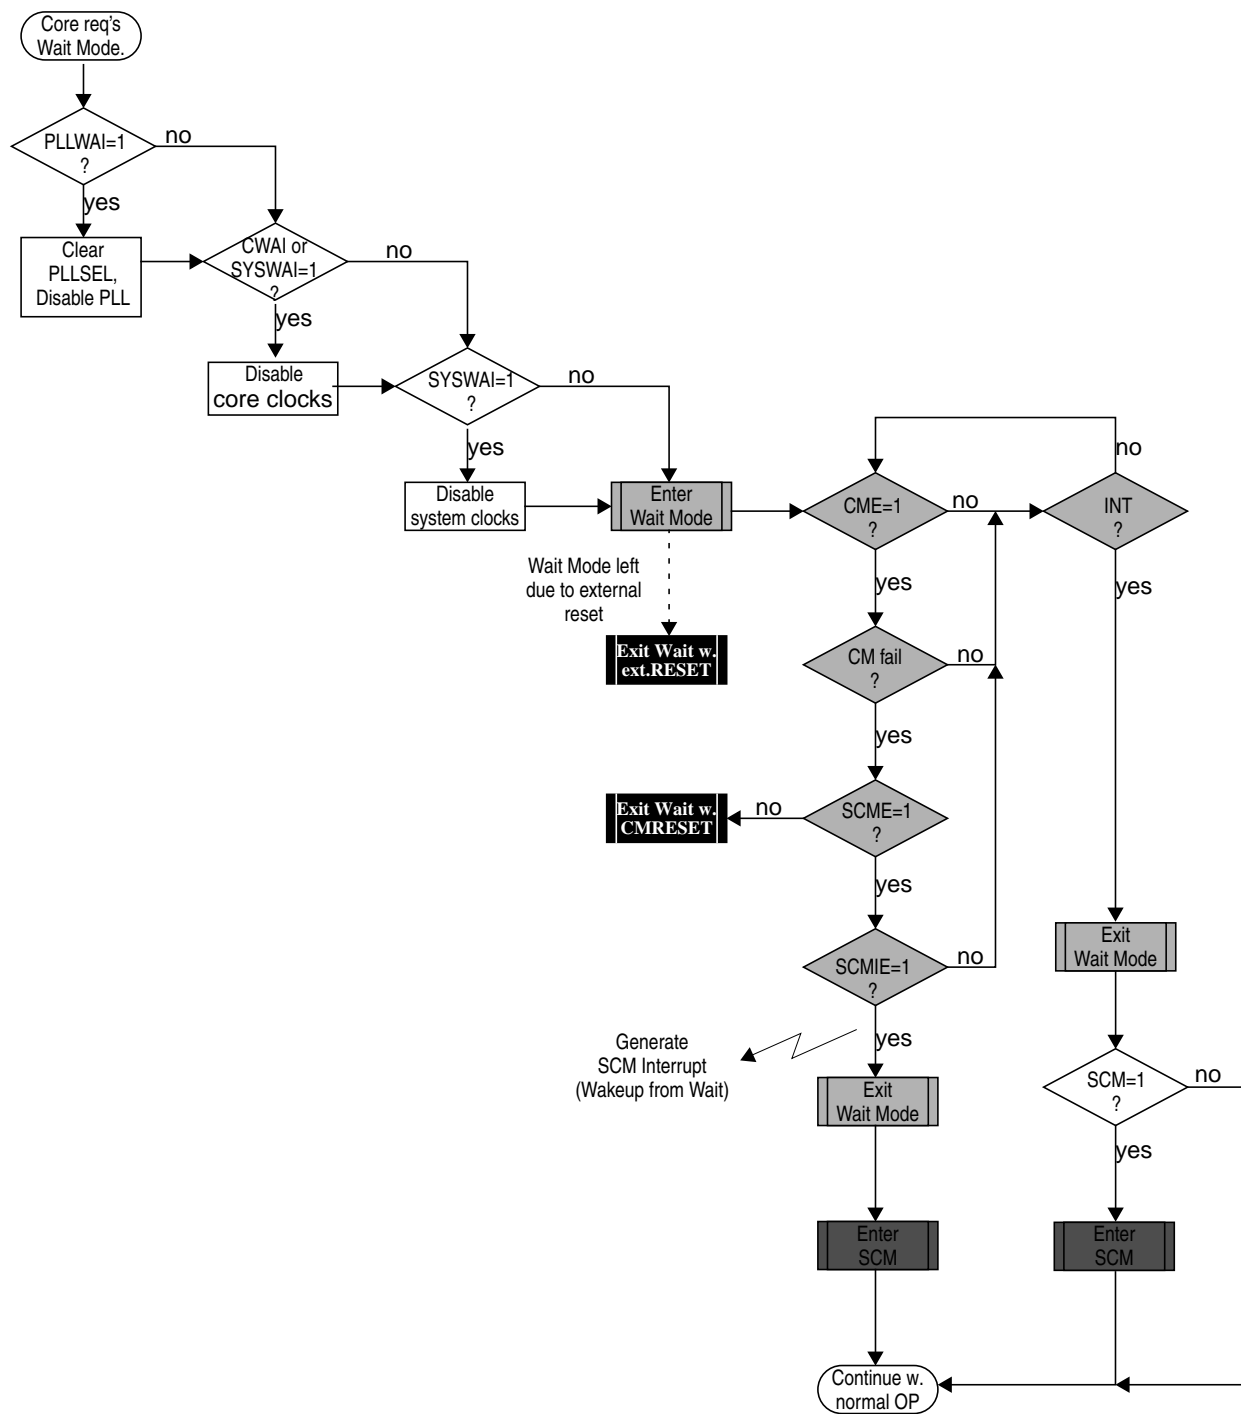 Core req's
Wait Mode.
PLLWAI=1
?
no
yes
Clear
PLLSEL,
Disable PLL
CWAI or
SYSWAI=1
?
no
yes
Disable
core clocks
SYSWAI=1
?
no
yes
Disable
system clocks
Enter
Wait Mode
Wait Mode left
due to external
reset
Exit Wait w.
ext.RESET
CME=1
?
no
yes
INT
?
no
yes
CM fail
?
no
yes
SCME=1
?
no
yes
Exit Wait w.
CMRESET
SCMIE=1
?
no
yes
Generate
SCM Interrupt
(Wakeup from Wait)
Exit
Wait Mode
Enter
SCM
Exit
Wait Mode
SCM=1
?
no
yes
Enter
SCM
Continue w.
normal OP